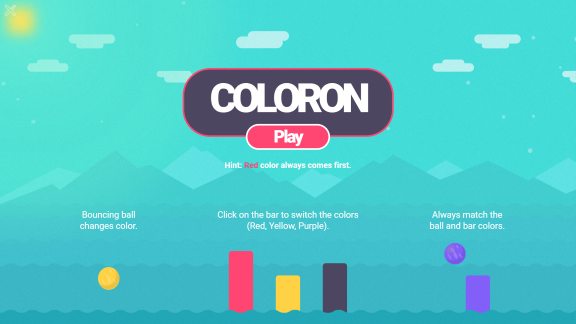 COLORON
Play
Hint: Red color always comes first.
Bouncing ball
changes color.
Click on the bar to switch the colors
(Red, Yellow, Purple).
Always match the
ball and bar colors.